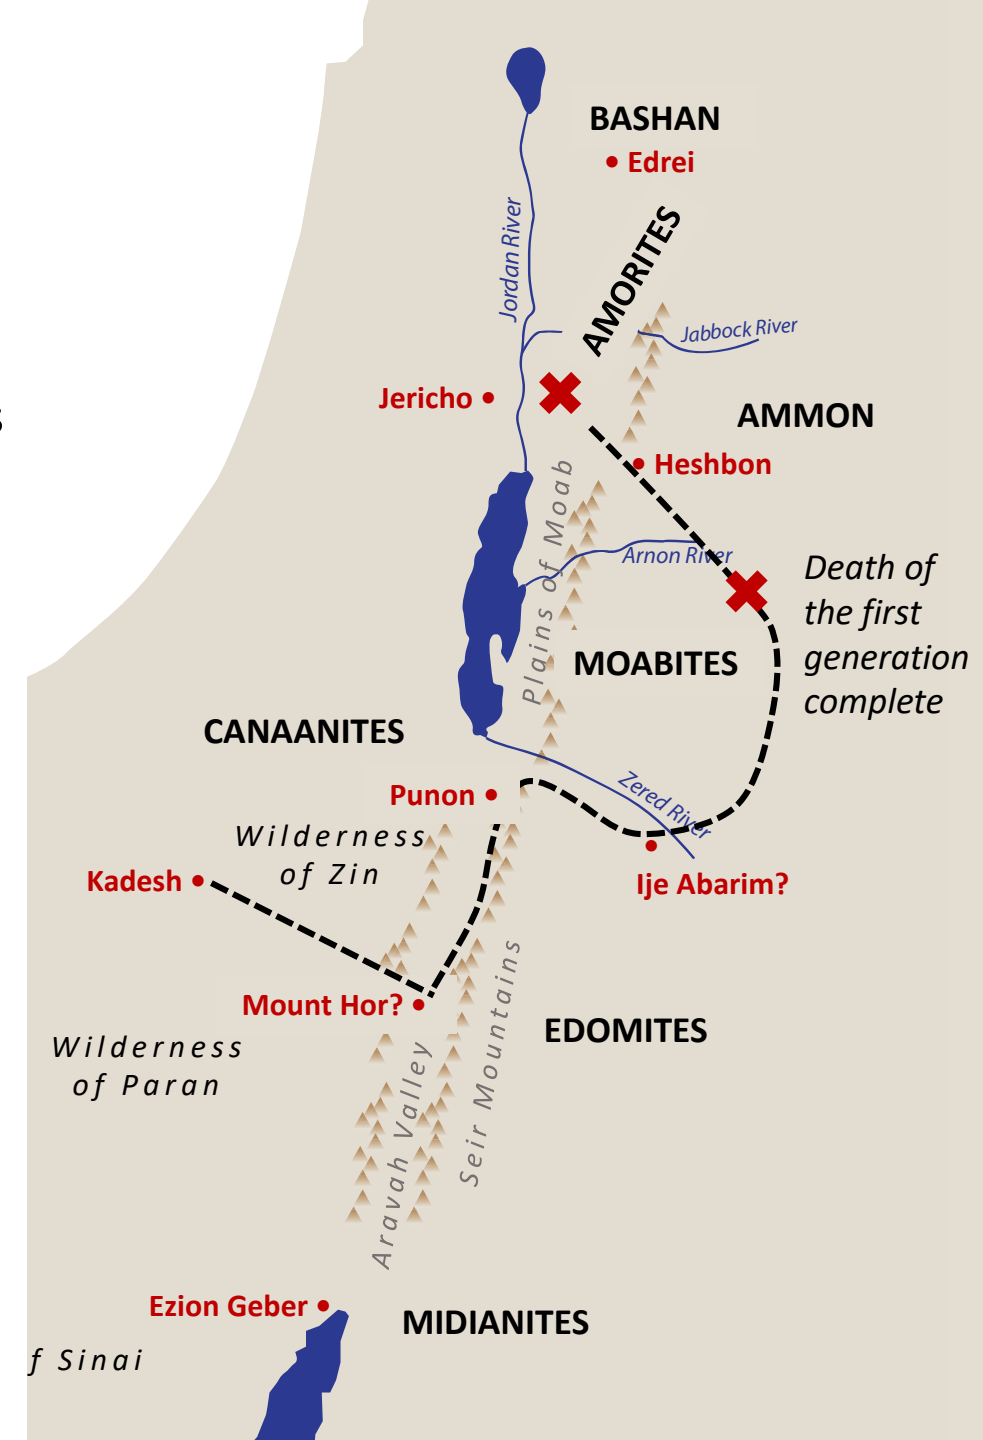 BASHAN
Edrei
Jordan River
AMORITES
Jabbock River
Jericho
AMMON
S
Heshbon
Plains of Moab
Arnon River
Death of
the first
generation
complete
MOABITES
CANAANITES
Punon
Zered River
Wilderness
of Zin
Kadesh
Ije Abarim?
Mount Hor?
EDOMITES
Wilderness
of Paran
Seir Mountains
Aravah Valley
Ezion Geber
MIDIANITES
f Sinai